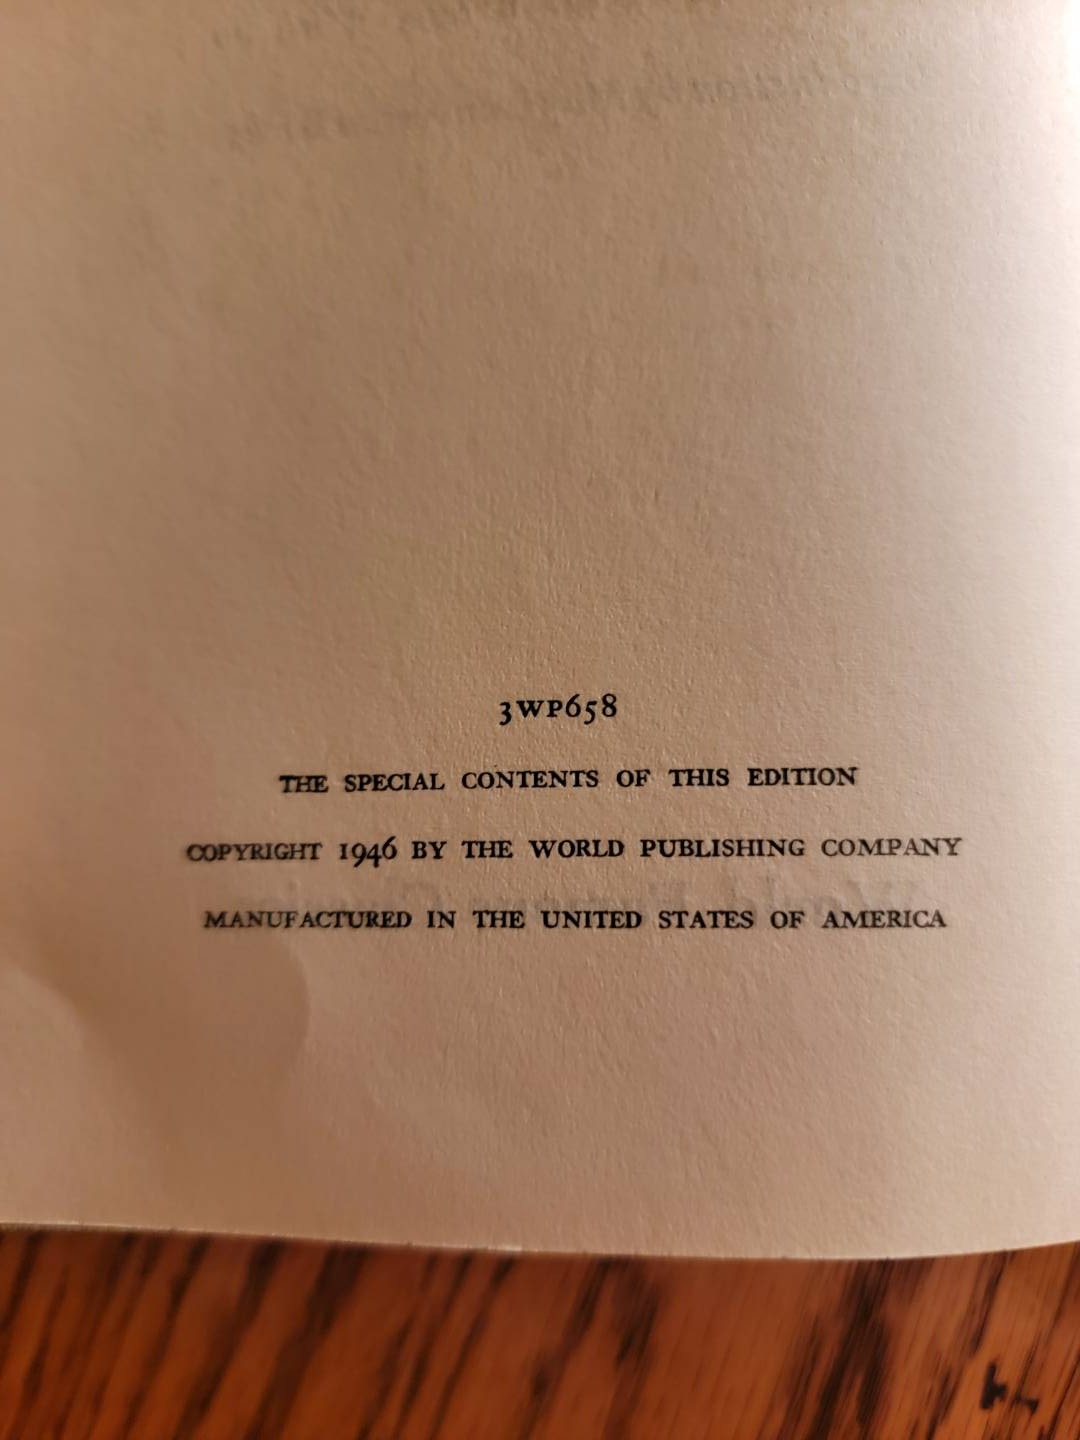 3WP658
THE SPECIAL CONTENTS OF THIS EDITION
COPYRIGHT 1946 BY THE WORLD PUBLISHING COMPANY
MANUFACTURED IN THE UNITED STATES OF AMERICA